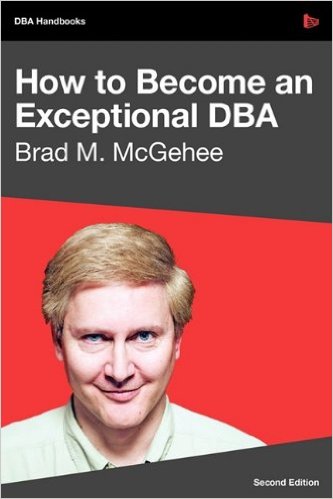 DBA Handbooks
How to Become an
Exceptional DBA
Brad M. McGehee
Second Edition